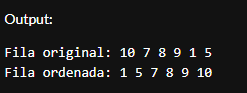 Output:
Fila original: 10 7 8 9 1 5
Fila ordenada: 1 5 7 8 9 10